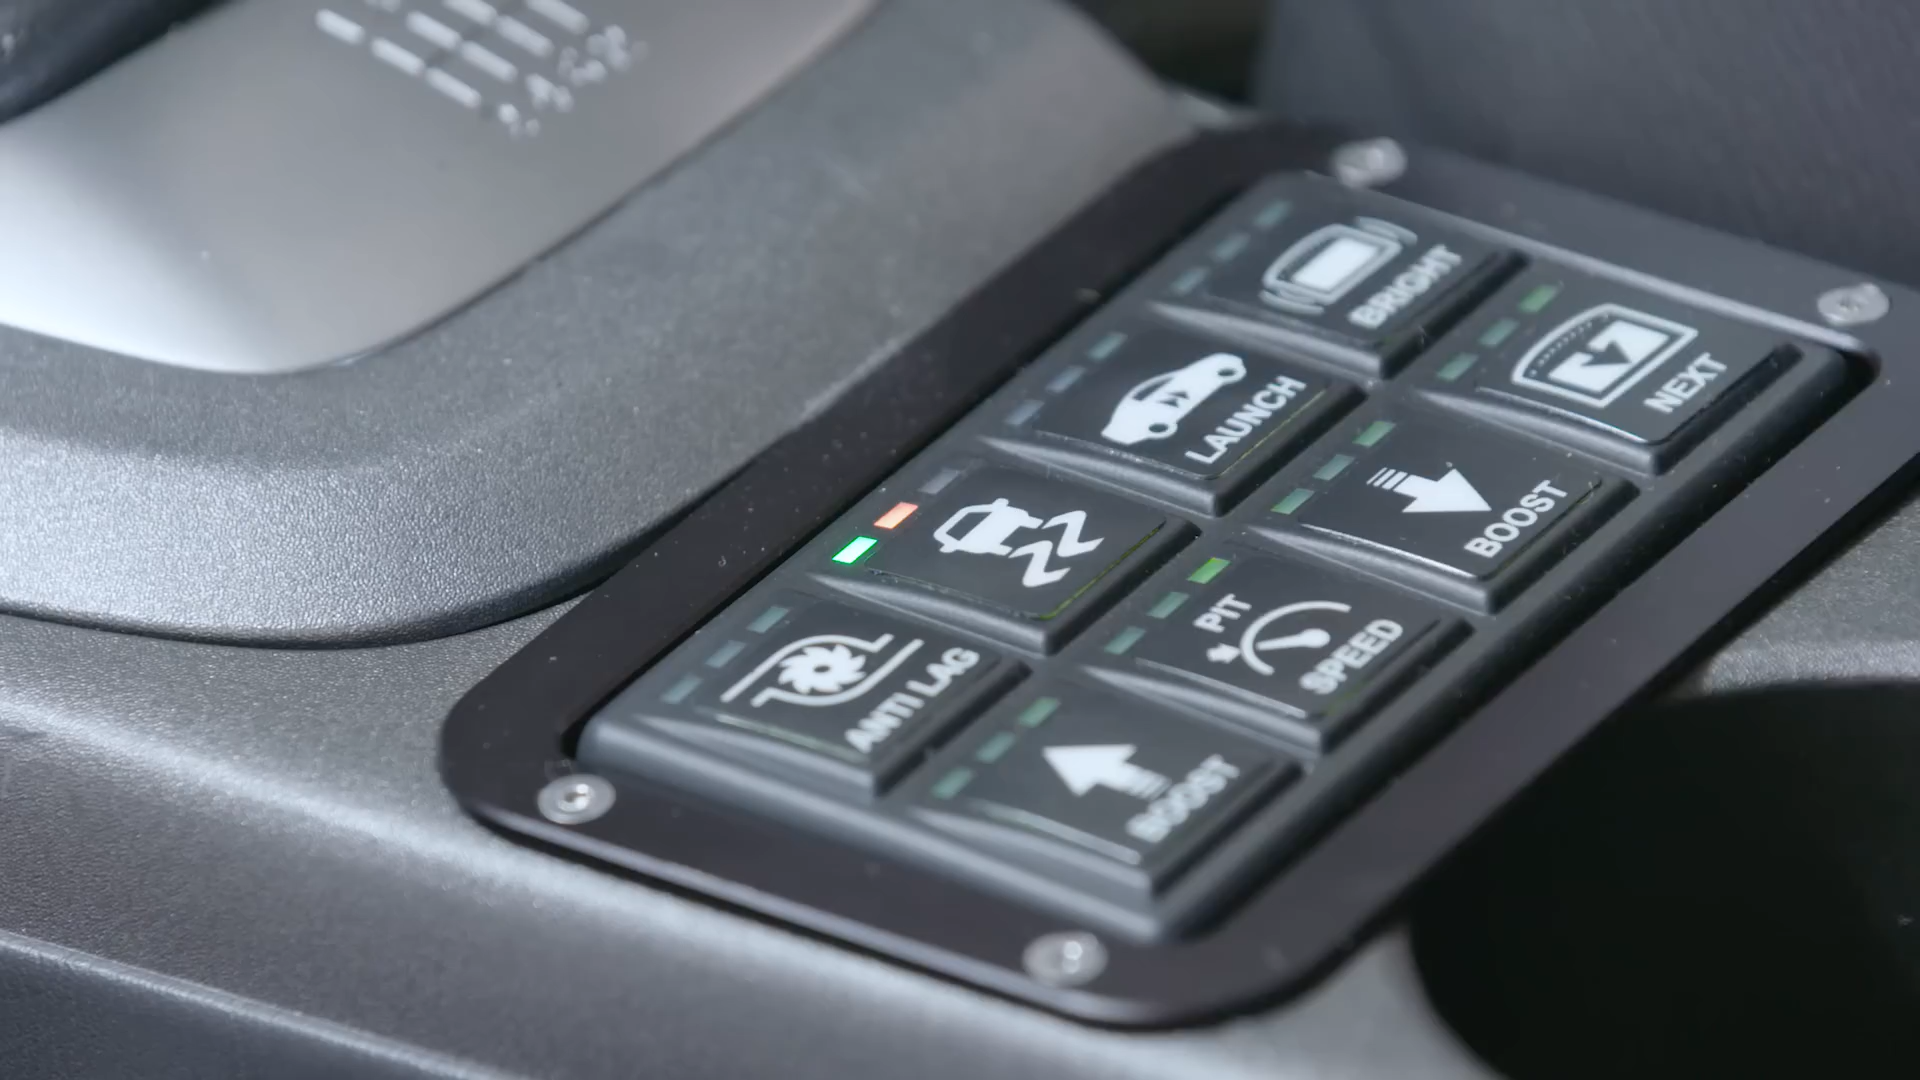 BRIGHT
NEXT
LAUNCH
BOOST
PIT
SPEED
ANTI LAG
BOOST